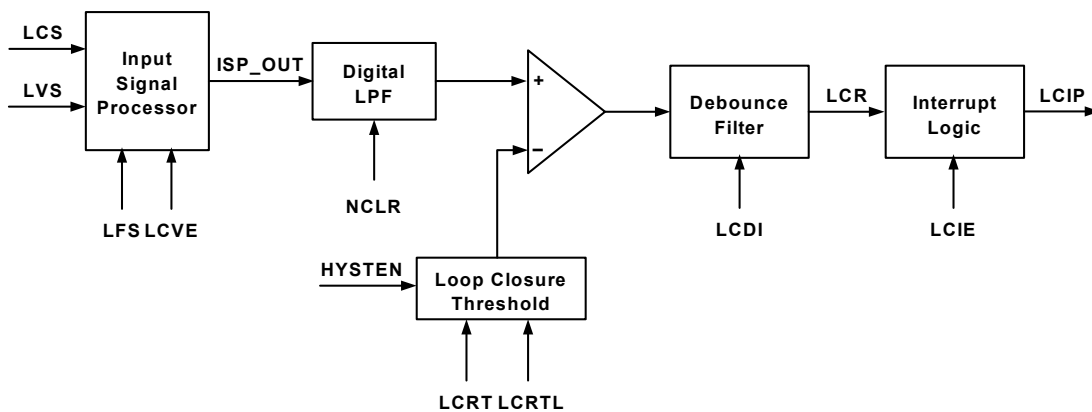 LCS
LVS
Input
Signal
Processor
LFS LCVE
ISP_OUT
Digital
LPF
NCLR
+
−
HYSTEN
Loop Closure
Threshold
LCRT LCRTL
Debounce
Filter
LCDI
LCR
Interrupt
Logic
LCIE
LCIP